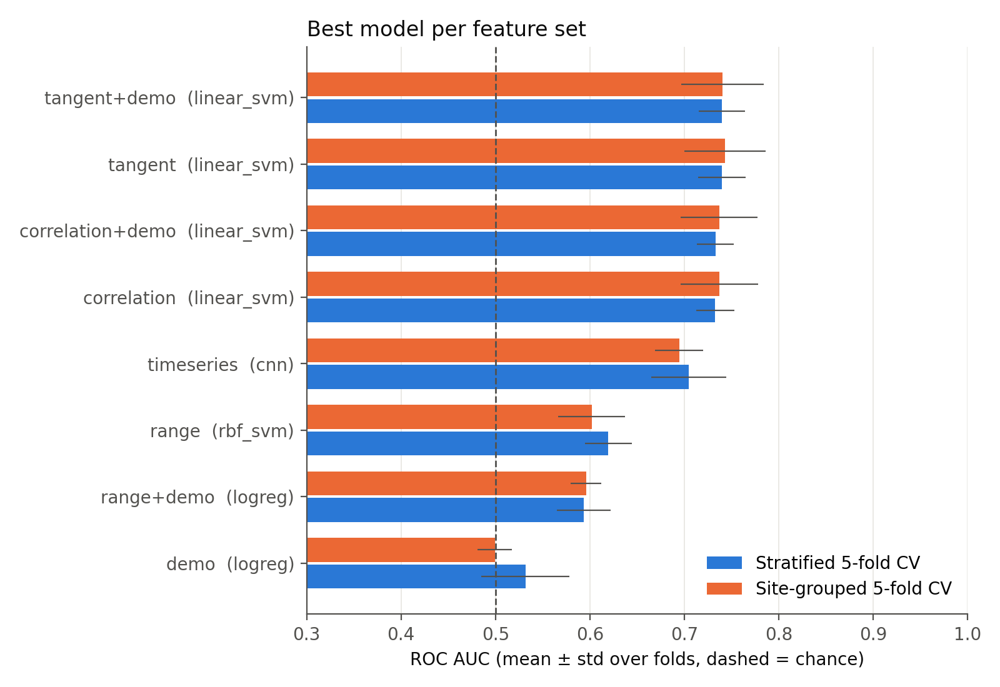 Best model per feature set
tangent+demo (linear_svm)
tangent (linear_svm)
correlation+demo (linear_svm)
correlation (linear_svm)
timeseries (cnn)
range (rbf_svm)
range+demo (logreg)
demo (logreg)
Stratified 5-fold CV
Site-grouped 5-fold CV
0.3 0.4 0.5 0.6 0.7 0.8 0.9 1.0
ROC AUC (mean ± std over folds, dashed = chance)